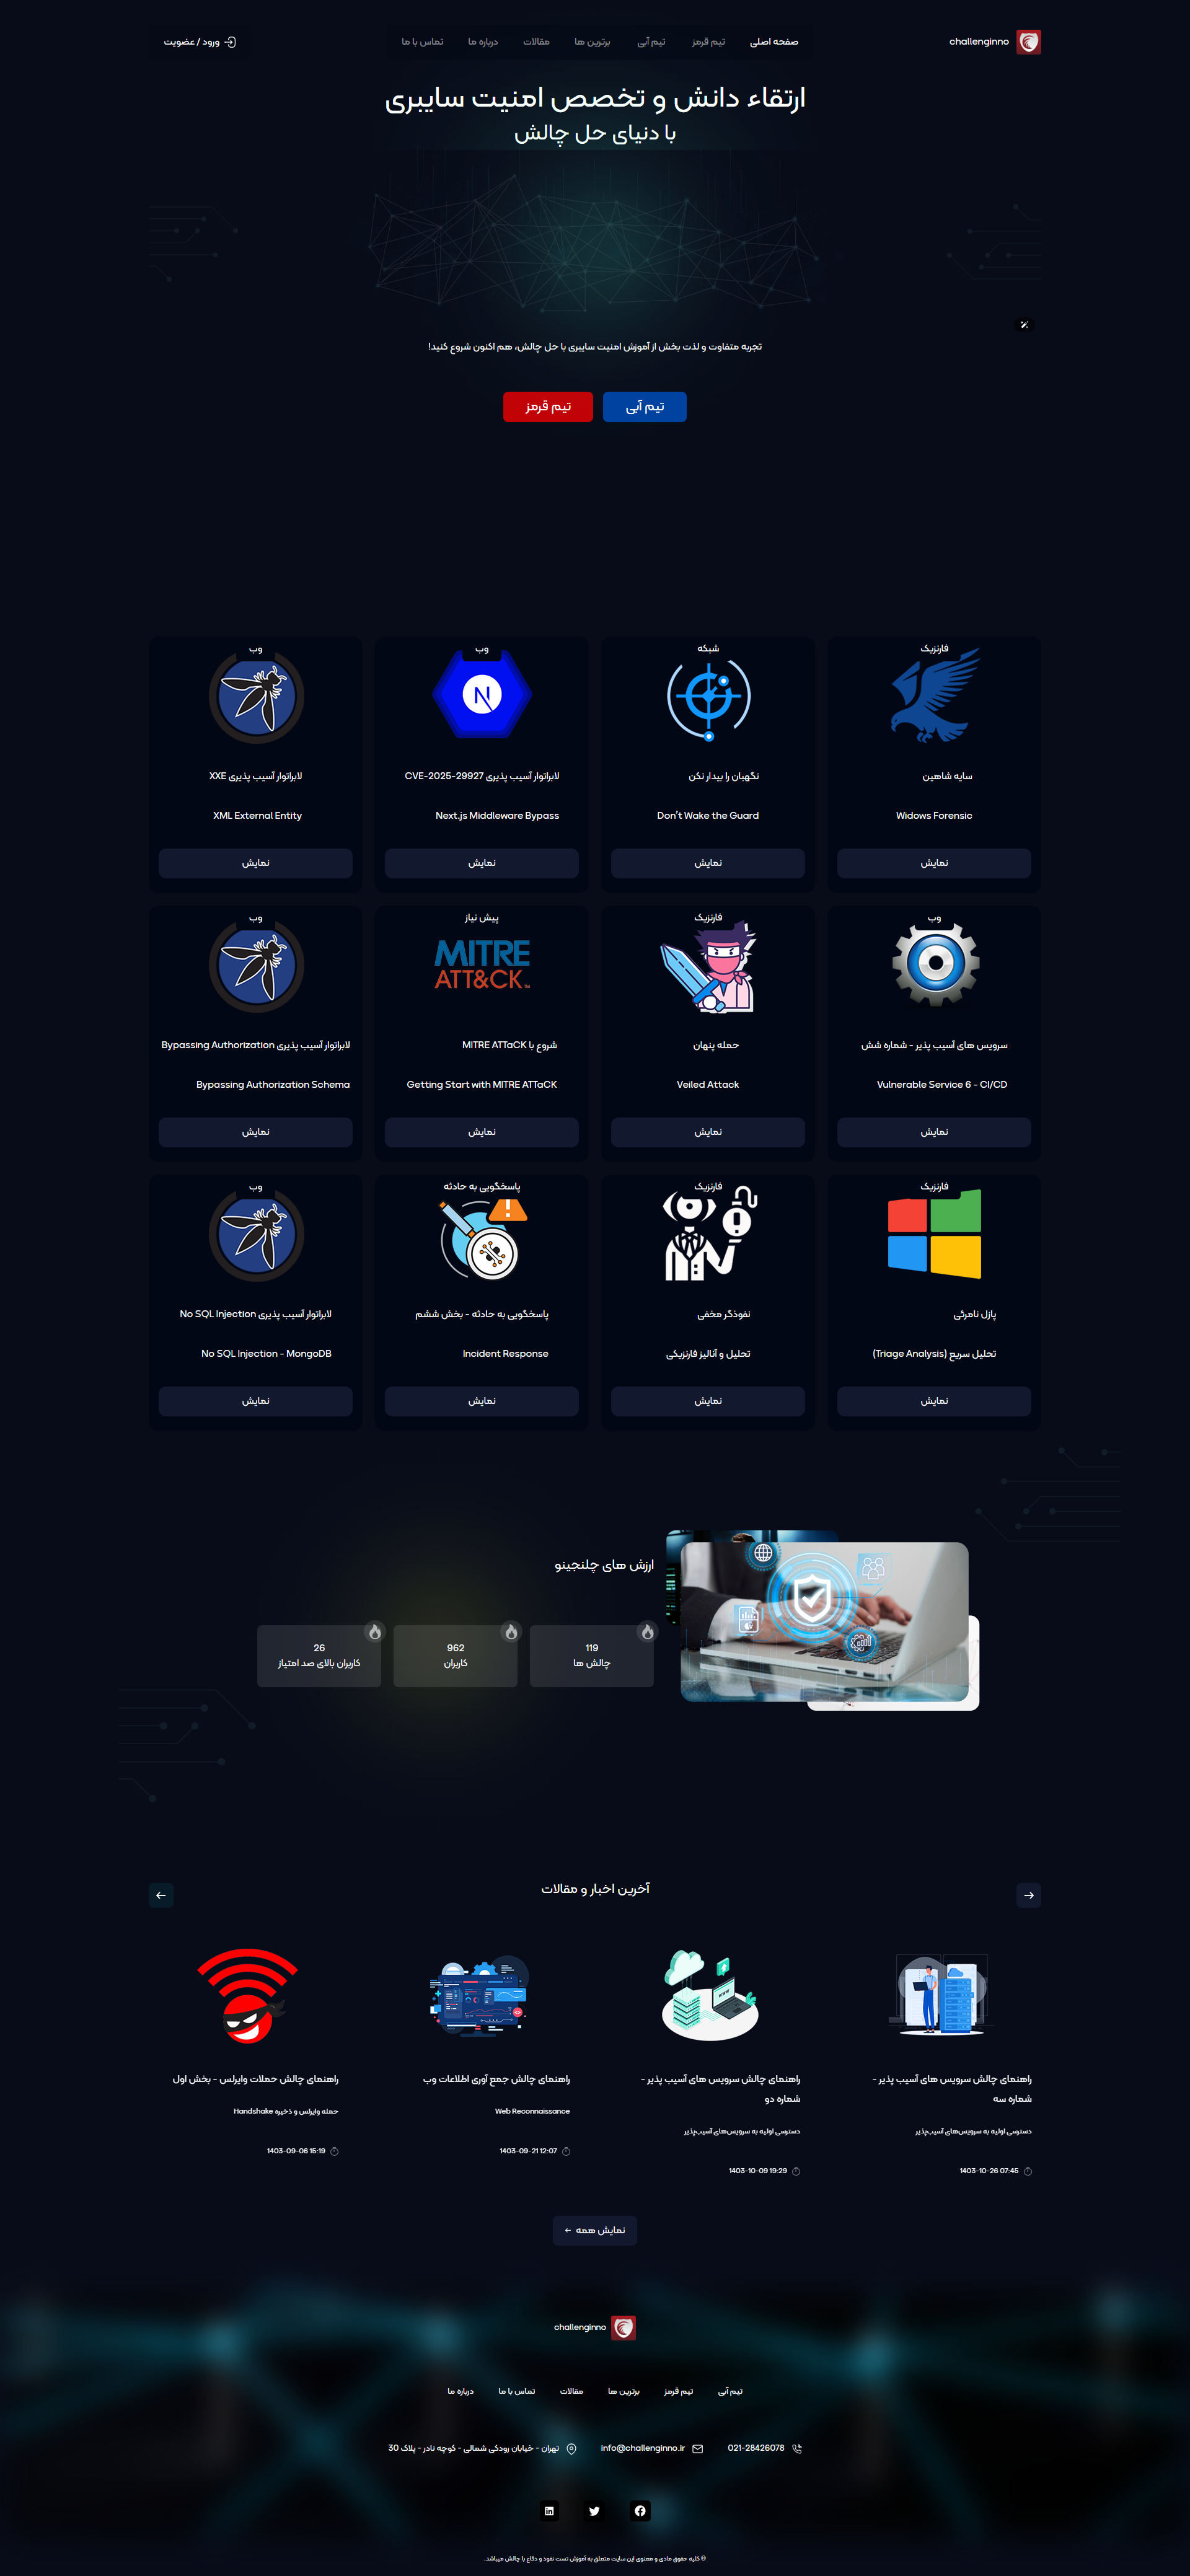 challenginno
صفحه اصلی
تیم قرمز
تیم آبی
برترین ها
مقالات
درباره ما
تماس با ما
ورود / عضویت
ارتقاء دانش و تخصص امنیت سایبری
با دنیای حل چالش
تجربه متفاوت و لذت بخش از آموزش امنیت سایبری با حل چالش، هم اکنون شروع کنید!
تیم آبی
تیم قرمز
فارنزیک
سایه شاهین
Widows Forensic
نمایش
شبکه
نگهبان را بیدار نکن
Don't Wake the Guard
نمایش
وب
N
لابراتوار آسیب پذیری CVE-2025-29927
Next.js Middleware Bypass
نمایش
وب
لابراتوار آسیب پذیری XXE
XML External Entity
نمایش
وب
سرویس های آسیب پذیر - شماره شش
Vulnerable Service 6 - CI/CD
نمایش
فارنزیک
حمله پنهان
Veiled Attack
نمایش
پیش نیاز
MITRE
ATT&CK
شروع با MITRE ATTaCK
Getting Start with MITRE ATTaCK
نمایش
وب
لابراتوار آسیب پذیری Bypassing Authorization
Bypassing Authorization Schema
نمایش
فارنزیک
پازل نامرئی
تحلیل سریع (Triage Analysis)
نمایش
فارنزیک
نفوذگر مخفی
تحلیل و آنالیز فارنزیکی
نمایش
پاسخگویی به حادثه
پاسخگویی به حادثه - بخش ششم
Incident Response
نمایش
وب
لابراتوار آسیب پذیری No SQL Injection
No SQL Injection - MongoDB
نمایش
ارزش های چلنجینو
119
چالش ها
962
کاربران
26
کاربران بالای صد امتیاز
آخرین اخبار و مقالات
راهنمای چالش سرویس های آسیب پذیر -
شماره سه
دسترسی اولیه به سرویس‌های آسیب‌پذیر
1403-10-26 07:45
راهنمای چالش سرویس های آسیب پذیر -
شماره دو
دسترسی اولیه به سرویس‌های آسیب‌پذیر
1403-10-09 19:29
راهنمای چالش جمع آوری اطلاعات وب
Web Reconnaissance
1403-09-21 12:07
راهنمای چالش حملات وایرلس - بخش اول
حمله وایرلس و ذخیره Handshake
1403-09-06 15:19
نمایش همه
challenginno
تیم آبی
تیم قرمز
برترین ها
مقالات
تماس با ما
درباره ما
021-28426078
info@challenginno.ir
تهران - خیابان رودکی شمالی - کوچه نادر - پلاک 30
© کلیه حقوق مادی و معنوی این سایت متعلق به آموزش تست نفوذ و دفاع با چالش میباشد.